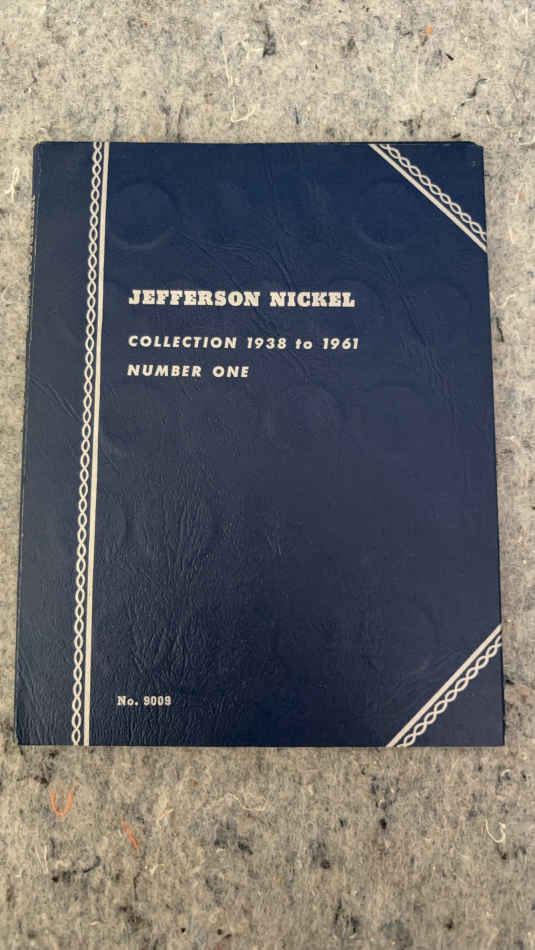 JEFFERSON NICKEL
COLLECTION 1938 to 1961
NUMBER ONE
No. 9009